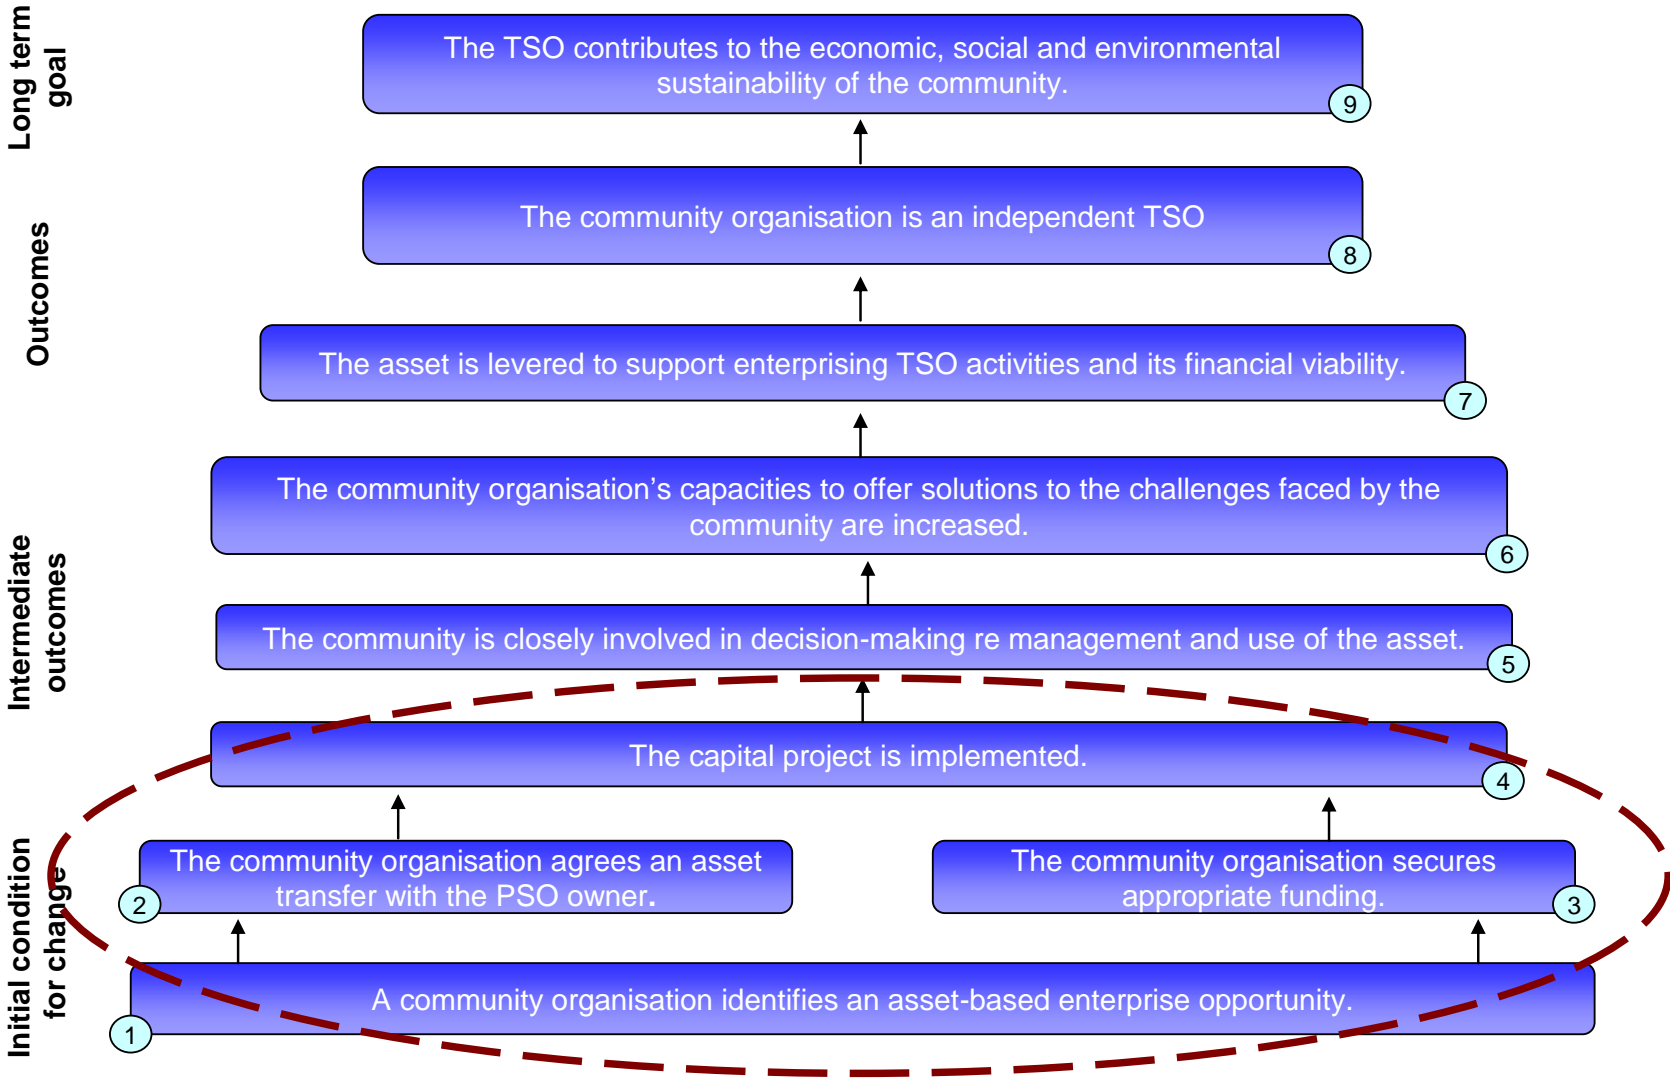 Long term
goal
The TSO contributes to the economic, social and environmental
sustainability of the community.
9
Outcomes
The community organisation is an independent TSO
8
The asset is levered to support enterprising TSO activities and its financial viability.
7
Intermediate
outcomes
The community organisation’s capacities to offer solutions to the challenges faced by the
community are increased.
6
The community is closely involved in decision-making re management and use of the asset.
5
The capital project is implemented.
4
Initial condition
for change
The community organisation agrees an asset
transfer with the PSO owner.
2
The community organisation secures
appropriate funding.
3
A community organisation identifies an asset-based enterprise opportunity.
1